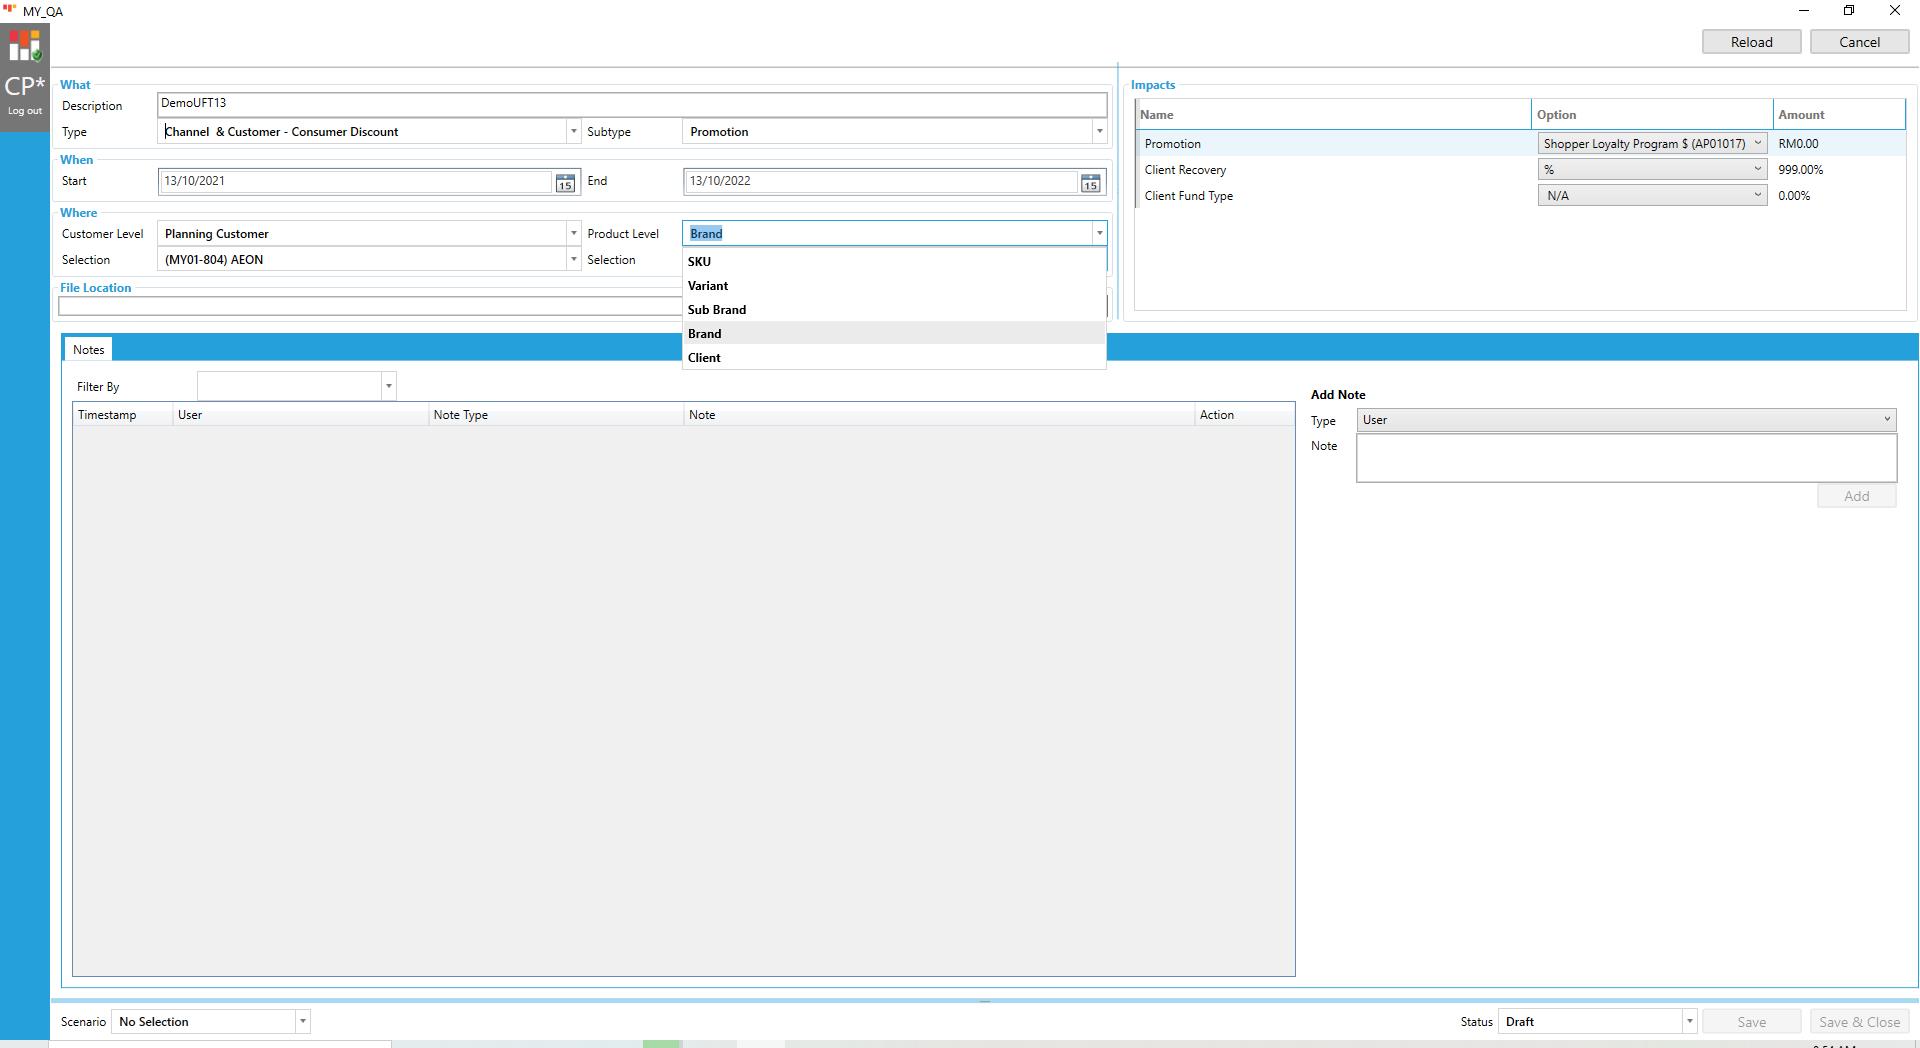 MY_QA
Reload Cancel
CP*
Log out
What
Description DemoUFT13
Type Channel & Customer - Consumer Discount Subtype Promotion
When
Start 13/10/2021 15 End 13/10/2022 15
Where
Customer Level Planning Customer Product Level Brand
Selection (MY01-804) AEON Selection
SKU
Variant
Sub Brand
Brand
Client
File Location
Impacts
Name Option Amount
Promotion Shopper Loyalty Program $ (AP01017) RM0.00
Client Recovery % 999.00%
Client Fund Type N/A 0.00%
Notes
Filter By
Timestamp User Note Type Note Action
Add Note
Type User
Note
Add
Scenario No Selection
Status Draft Save Save & Close